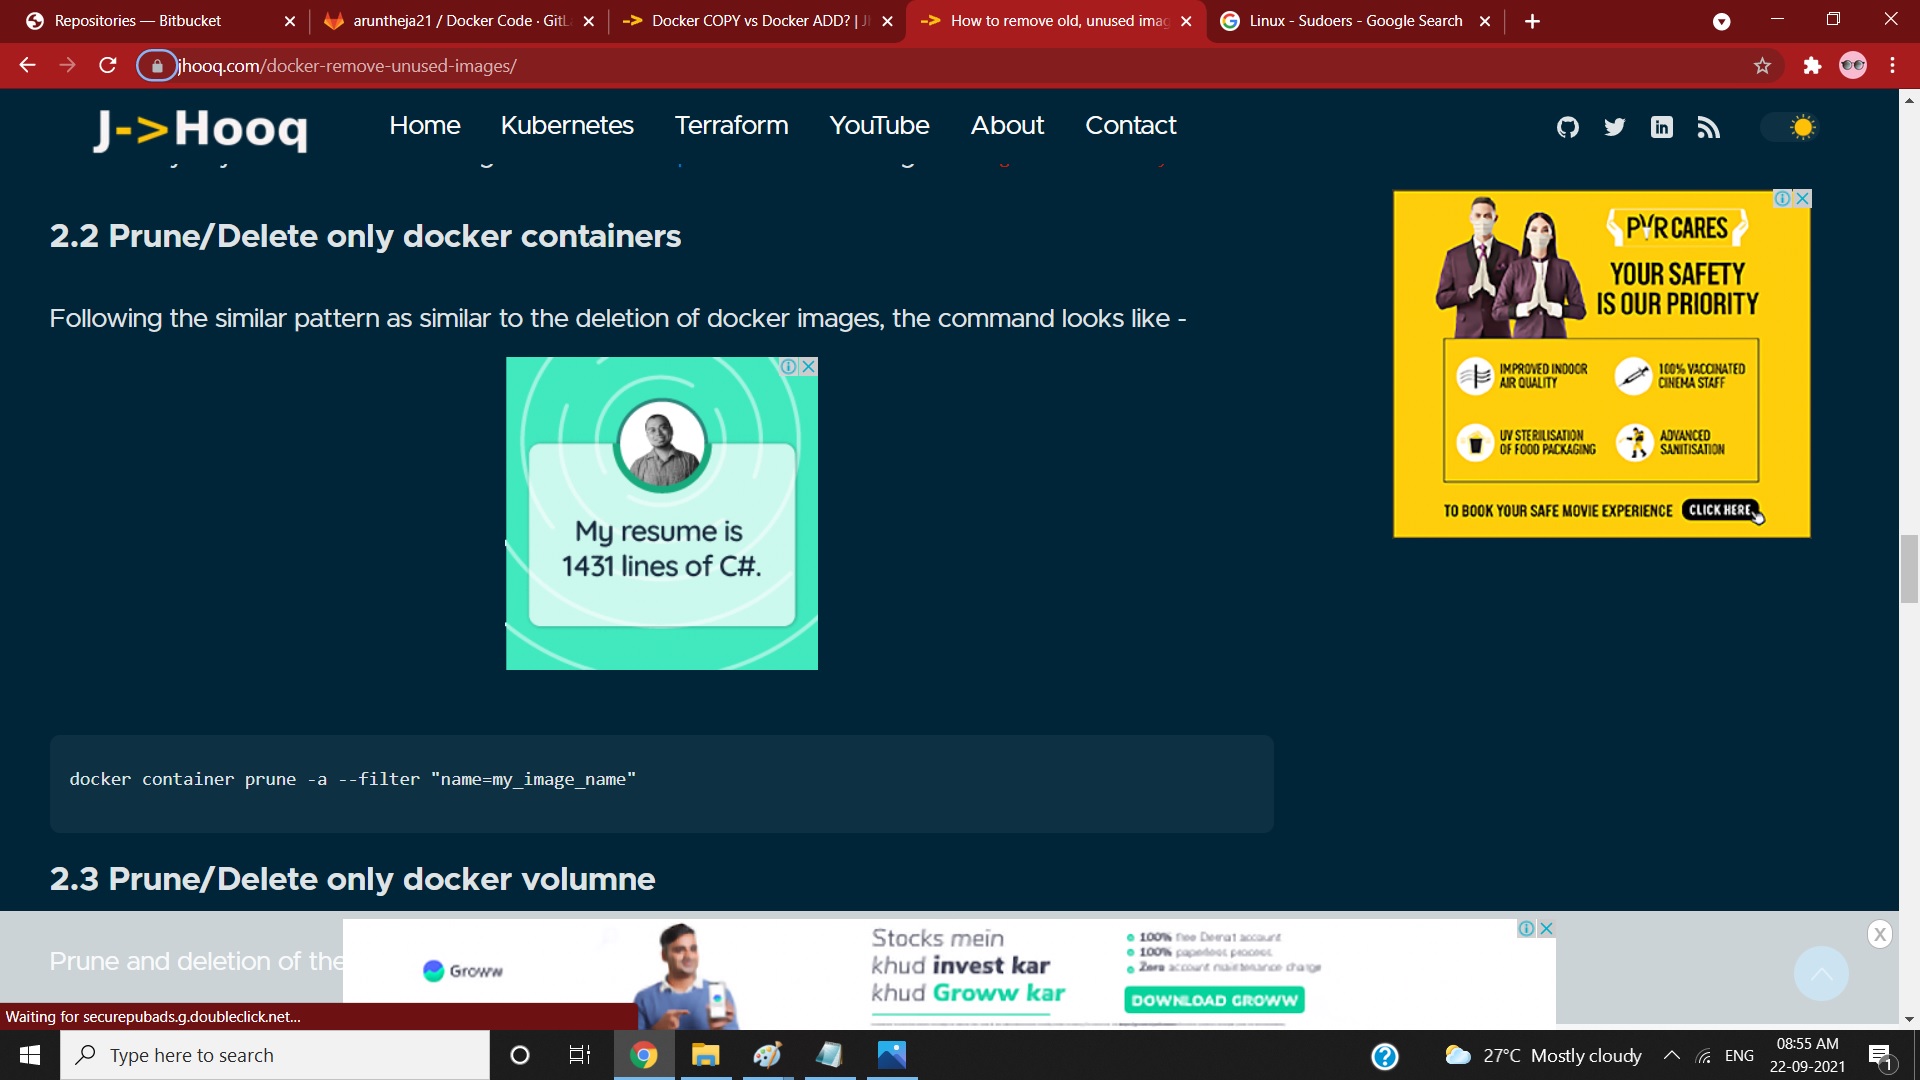 Repositories — Bitbucket
aruntheja21 / Docker Code · GitL
Docker COPY vs Docker ADD? | J
How to remove old, unused imag
Linux - Sudoers - Google Search
jhooq.com/docker-remove-unused-images/
J->Hooq
Home
Kubernetes
Terraform
YouTube
About
Contact
2.2 Prune/Delete only docker containers
Following the similar pattern as similar to the deletion of docker images, the command looks like -
My resume is
1431 lines of C#.
PVR CARES
YOUR SAFETY
IS OUR PRIORITY
IMPROVED INDOOR
AIR QUALITY
100% VACCINATED
CINEMA STAFF
UV STERILISATION
OF FOOD PACKAGING
ADVANCED
SANITISATION
TO BOOK YOUR SAFE MOVIE EXPERIENCE CLICK HERE
docker container prune -a --filter "name=my_image_name"
2.3 Prune/Delete only docker volumne
Prune and deletion of the
Groww
Stocks mein
khud invest kar
khud Groww kar
100% free Demat account
100% paperless process
Zero account maintenance charge
DOWNLOAD GROWW
X
Waiting for securepubads.g.doubleclick.net...
Type here to search
27°C Mostly cloudy
ENG
08:55 AM
22-09-2021
1